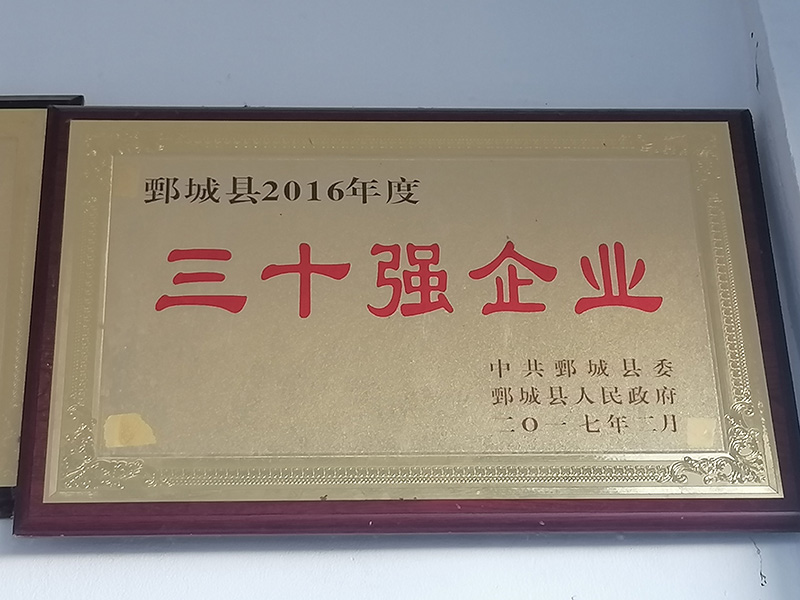 鄄城县2016年度
三十强企业
中共鄄城县委
鄄城县人民政府
二〇一七年二月